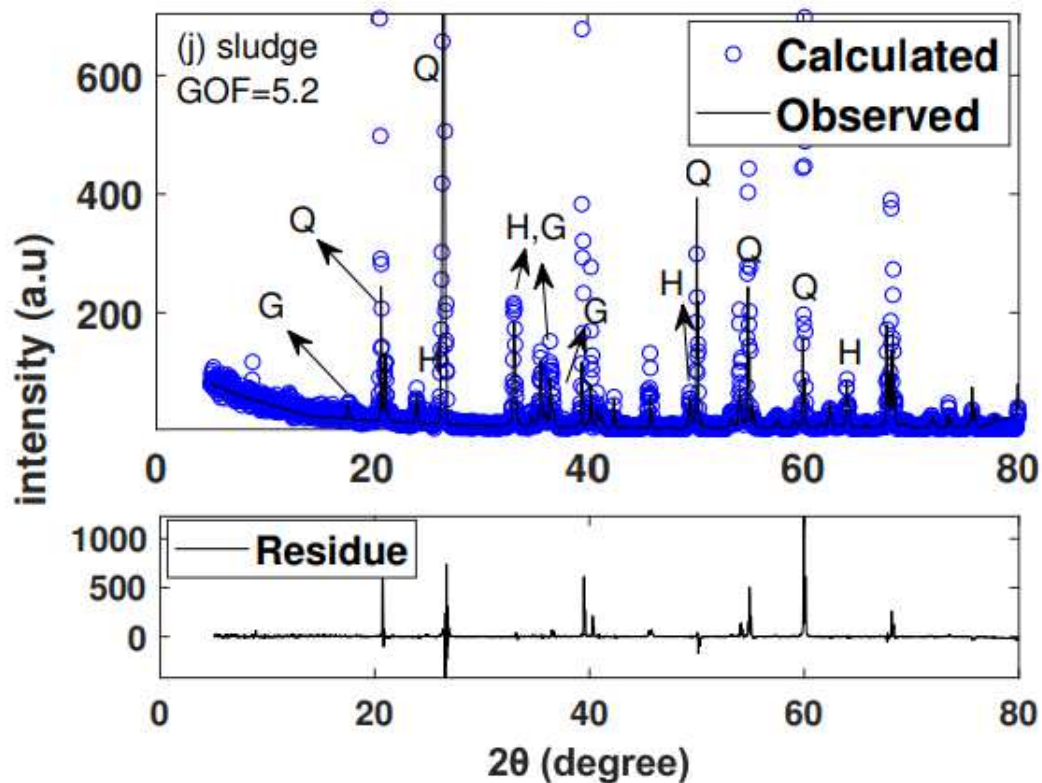 (j) sludge
GOF=5.2
Calculated
Observed
600
400
200
Q
Q
Q
H,G
H
Q
G
G
Q
H
H
0
20
40
60
80
intensity (a.u)
Residue
1000
500
0
0
20
40
60
80
2θ (degree)